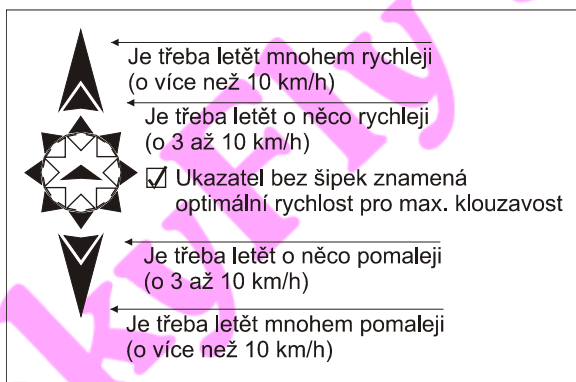 Je třeba letět mnohem rychleji
(o více než 10 km/h)
Je třeba letět o něco rychleji
(o 3 až 10 km/h)
Ukazatel bez šipek znamená
optimální rychlost pro max. klouzavost
Je třeba letět o něco pomaleji
(o 3 až 10 km/h)
Je třeba letět mnohem pomaleji
(o více než 10 km/h)
kyFly